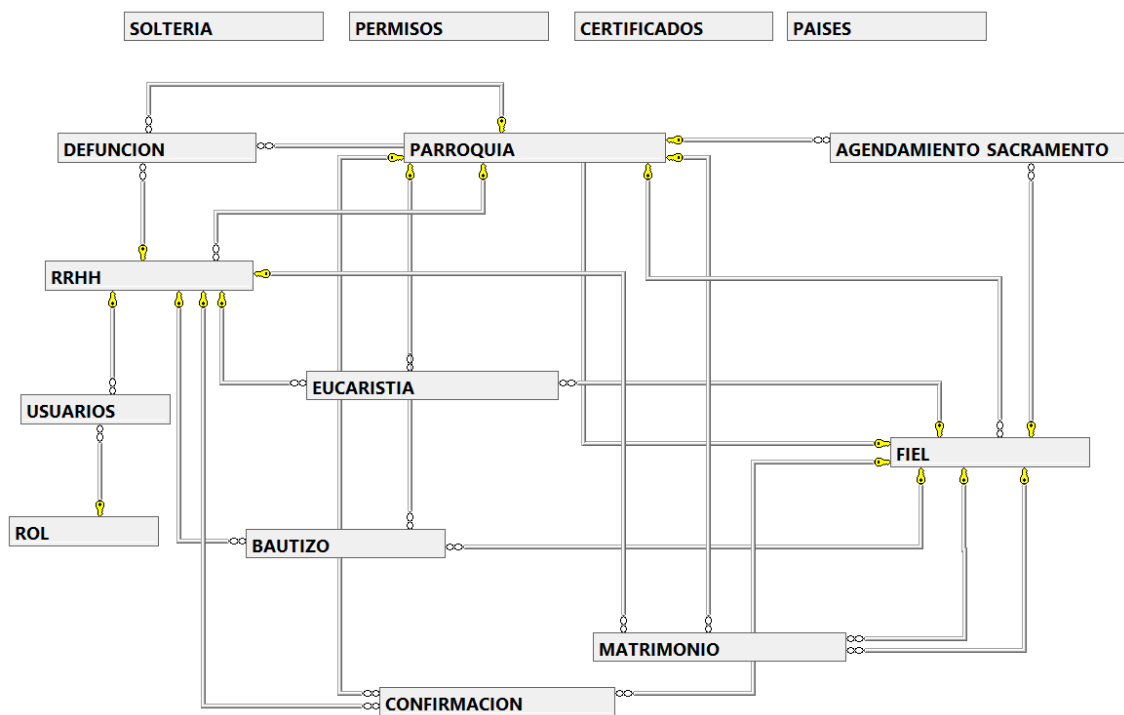 SOLTERIA
PERMISOS
CERTIFICADOS
PAISES
DEFUNCION
PARROQUIA
AGENDAMIENTO SACRAMENTO
RRHH
EUCARISTIA
USUARIOS
FIEL
ROL
BAUTIZO
MATRIMONIO
CONFIRMACION